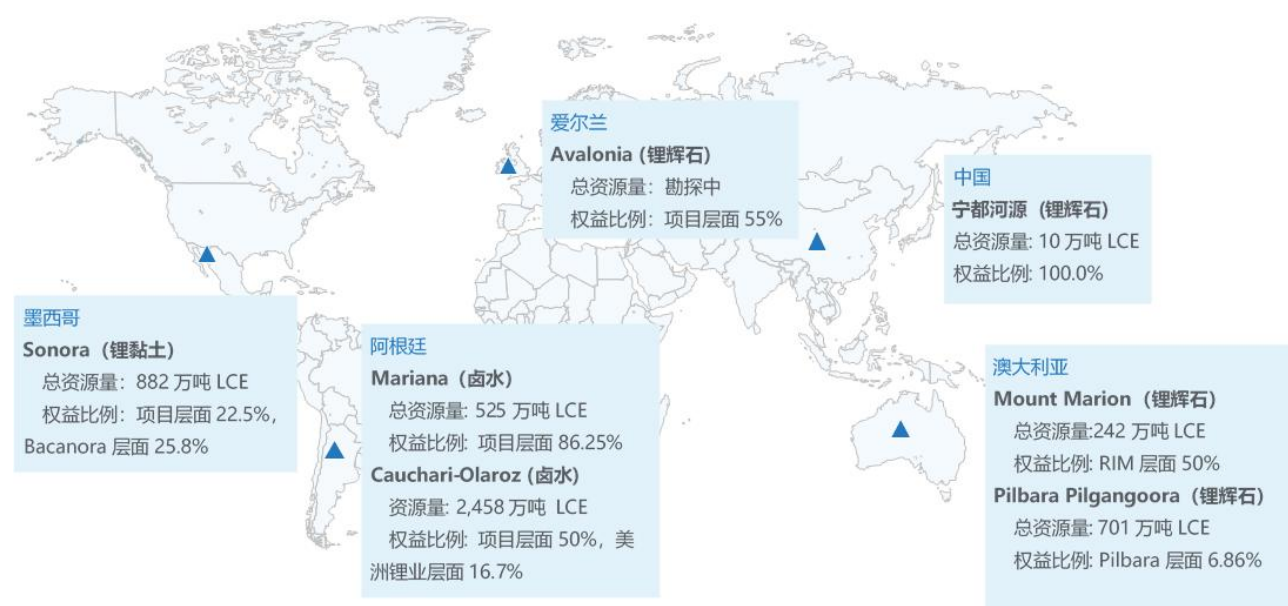 爱尔兰
Avalonia (锂辉石)
总资源量：勘探中
权益比例：项目层面 55%
中国
宁都河源（锂辉石）
总资源量: 10 万吨 LCE
权益比例: 100.0%
墨西哥
Sonora（锂黏土）
总资源量：882 万吨 LCE
权益比例：项目层面 22.5%，
Bacanora 层面 25.8%
阿根廷
Mariana（卤水）
总资源量: 525 万吨 LCE
权益比例: 项目层面 86.25%
Cauchari-Olaroz (卤水)
资源量: 2,458 万吨 LCE
权益比例: 项目层面 50%，美
洲锂业层面 16.7%
澳大利亚
Mount Marion（锂辉石）
总资源量:242 万吨 LCE
权益比例: RIM 层面 50%
Pilbara Pilgangoora（锂辉石）
总资源量: 701 万吨 LCE
权益比例: Pilbara 层面 6.86%